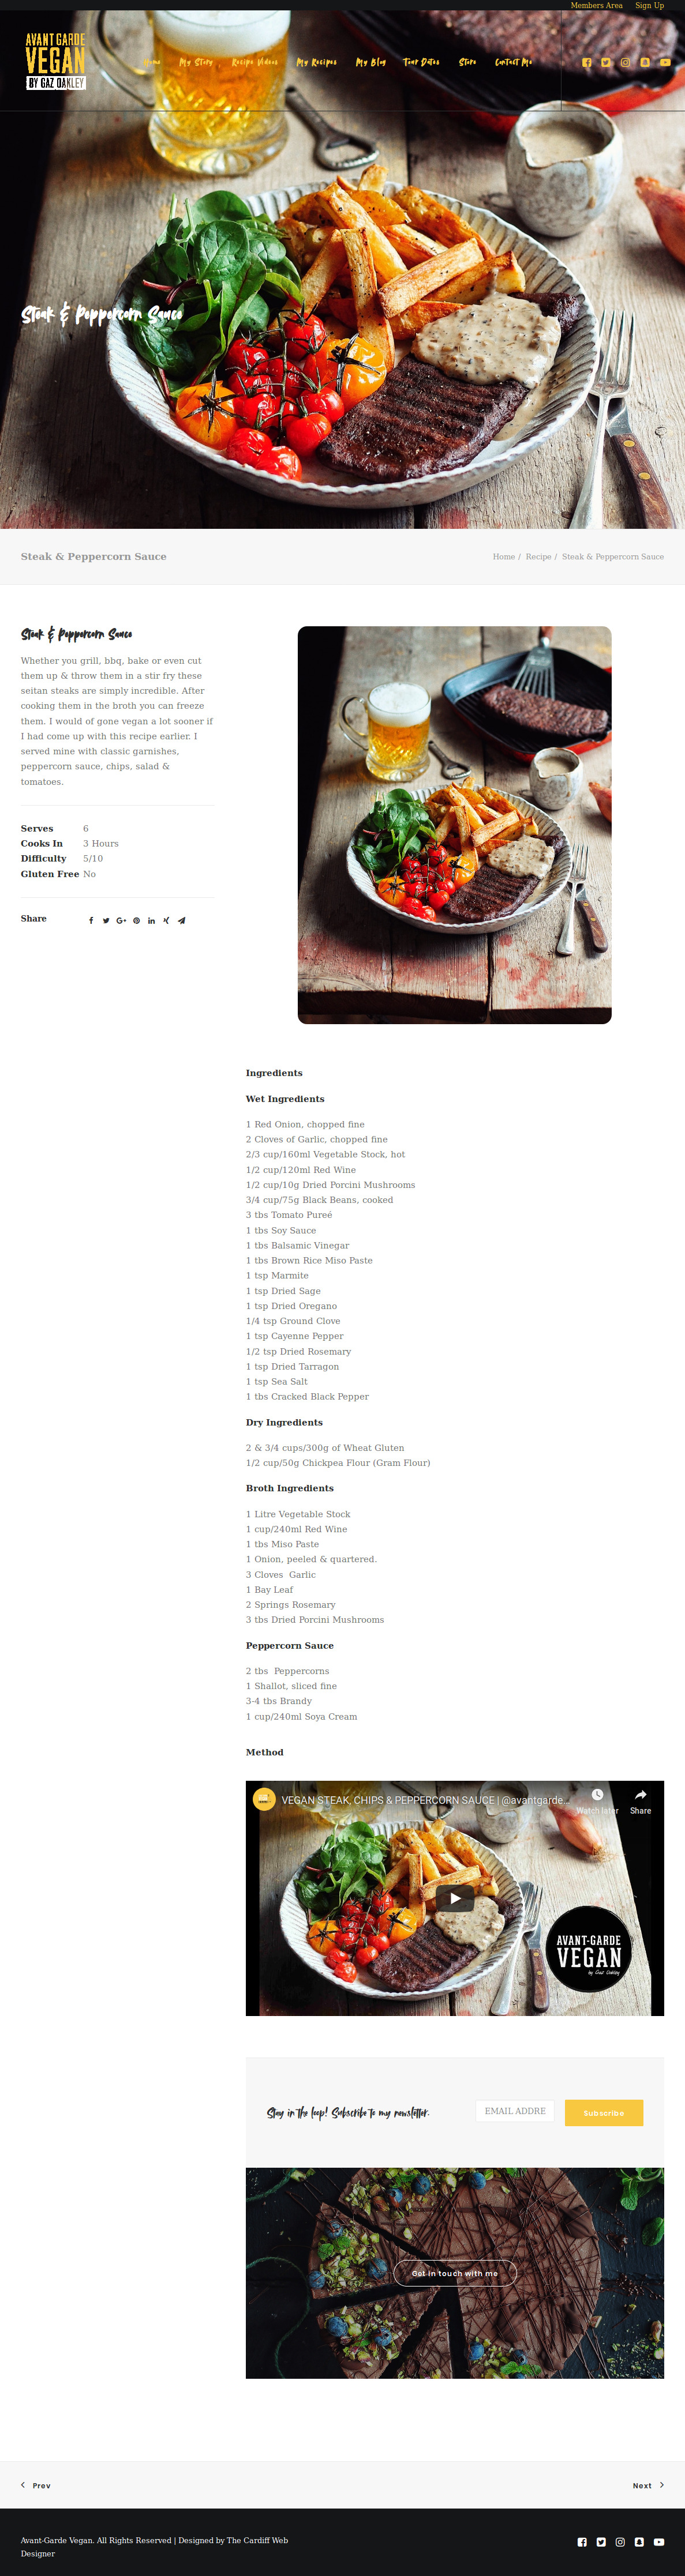 Members Area Sign Up
AVANT GARDE
VEGAN
BY GAZ OAKLEY
Home My Story Recipe Videos My Recipes My Blog Tour Dates Store Contact Me
Steak & Peppercorn Sauce
Steak & Peppercorn Sauce
Home / Recipe / Steak & Peppercorn Sauce
Steak & Peppercorn Sauce
Whether you grill, bbq, bake or even cut
them up & throw them in a stir fry these
seitan steaks are simply incredible. After
cooking them in the broth you can freeze
them. I would of gone vegan a lot sooner if
I had come up with this recipe earlier. I
served mine with classic garnishes,
peppercorn sauce, chips, salad &
tomatoes.
Serves 6
Cooks In 3 Hours
Difficulty 5/10
Gluten Free No
Share
Ingredients
Wet Ingredients
1 Red Onion, chopped fine
2 Cloves of Garlic, chopped fine
2/3 cup/160ml Vegetable Stock, hot
1/2 cup/120ml Red Wine
1/2 cup/10g Dried Porcini Mushrooms
3/4 cup/75g Black Beans, cooked
3 tbs Tomato Pureé
1 tbs Soy Sauce
1 tbs Balsamic Vinegar
1 tbs Brown Rice Miso Paste
1 tsp Marmite
1 tsp Dried Sage
1 tsp Dried Oregano
1/4 tsp Ground Clove
1 tsp Cayenne Pepper
1/2 tsp Dried Rosemary
1 tsp Dried Tarragon
1 tsp Sea Salt
1 tbs Cracked Black Pepper
Dry Ingredients
2 & 3/4 cups/300g of Wheat Gluten
1/2 cup/50g Chickpea Flour (Gram Flour)
Broth Ingredients
1 Litre Vegetable Stock
1 cup/240ml Red Wine
1 tbs Miso Paste
1 Onion, peeled & quartered.
3 Cloves Garlic
1 Bay Leaf
2 Springs Rosemary
3 tbs Dried Porcini Mushrooms
Peppercorn Sauce
2 tbs Peppercorns
1 Shallot, sliced fine
3-4 tbs Brandy
1 cup/240ml Soya Cream
Method
VEGAN STEAK, CHIPS & PEPPERCORN SAUCE | @avantgarde...
Watch later Share
AVANT-GARDE
VEGAN
by Gaz Oakley
Stay in the loop! Subscribe to my newsletter.
EMAIL ADDRE
Subscribe
Get in touch with me
Prev Next
Avant-Garde Vegan. All Rights Reserved | Designed by The Cardiff Web
Designer